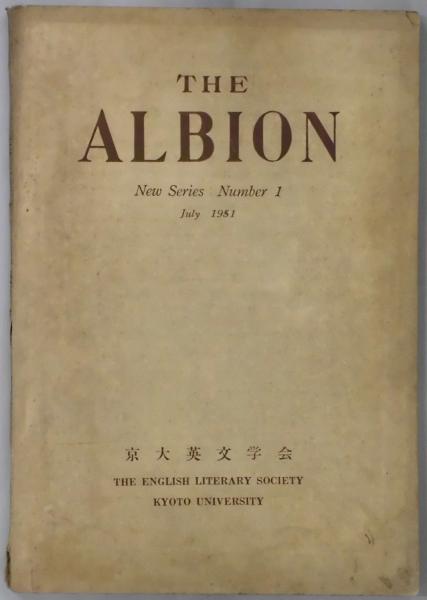 THE
ALBION
New Series Number 1
July 1951
京大英文学会
THE ENGLISH LITERARY SOCIETY
KYOTO UNIVERSITY